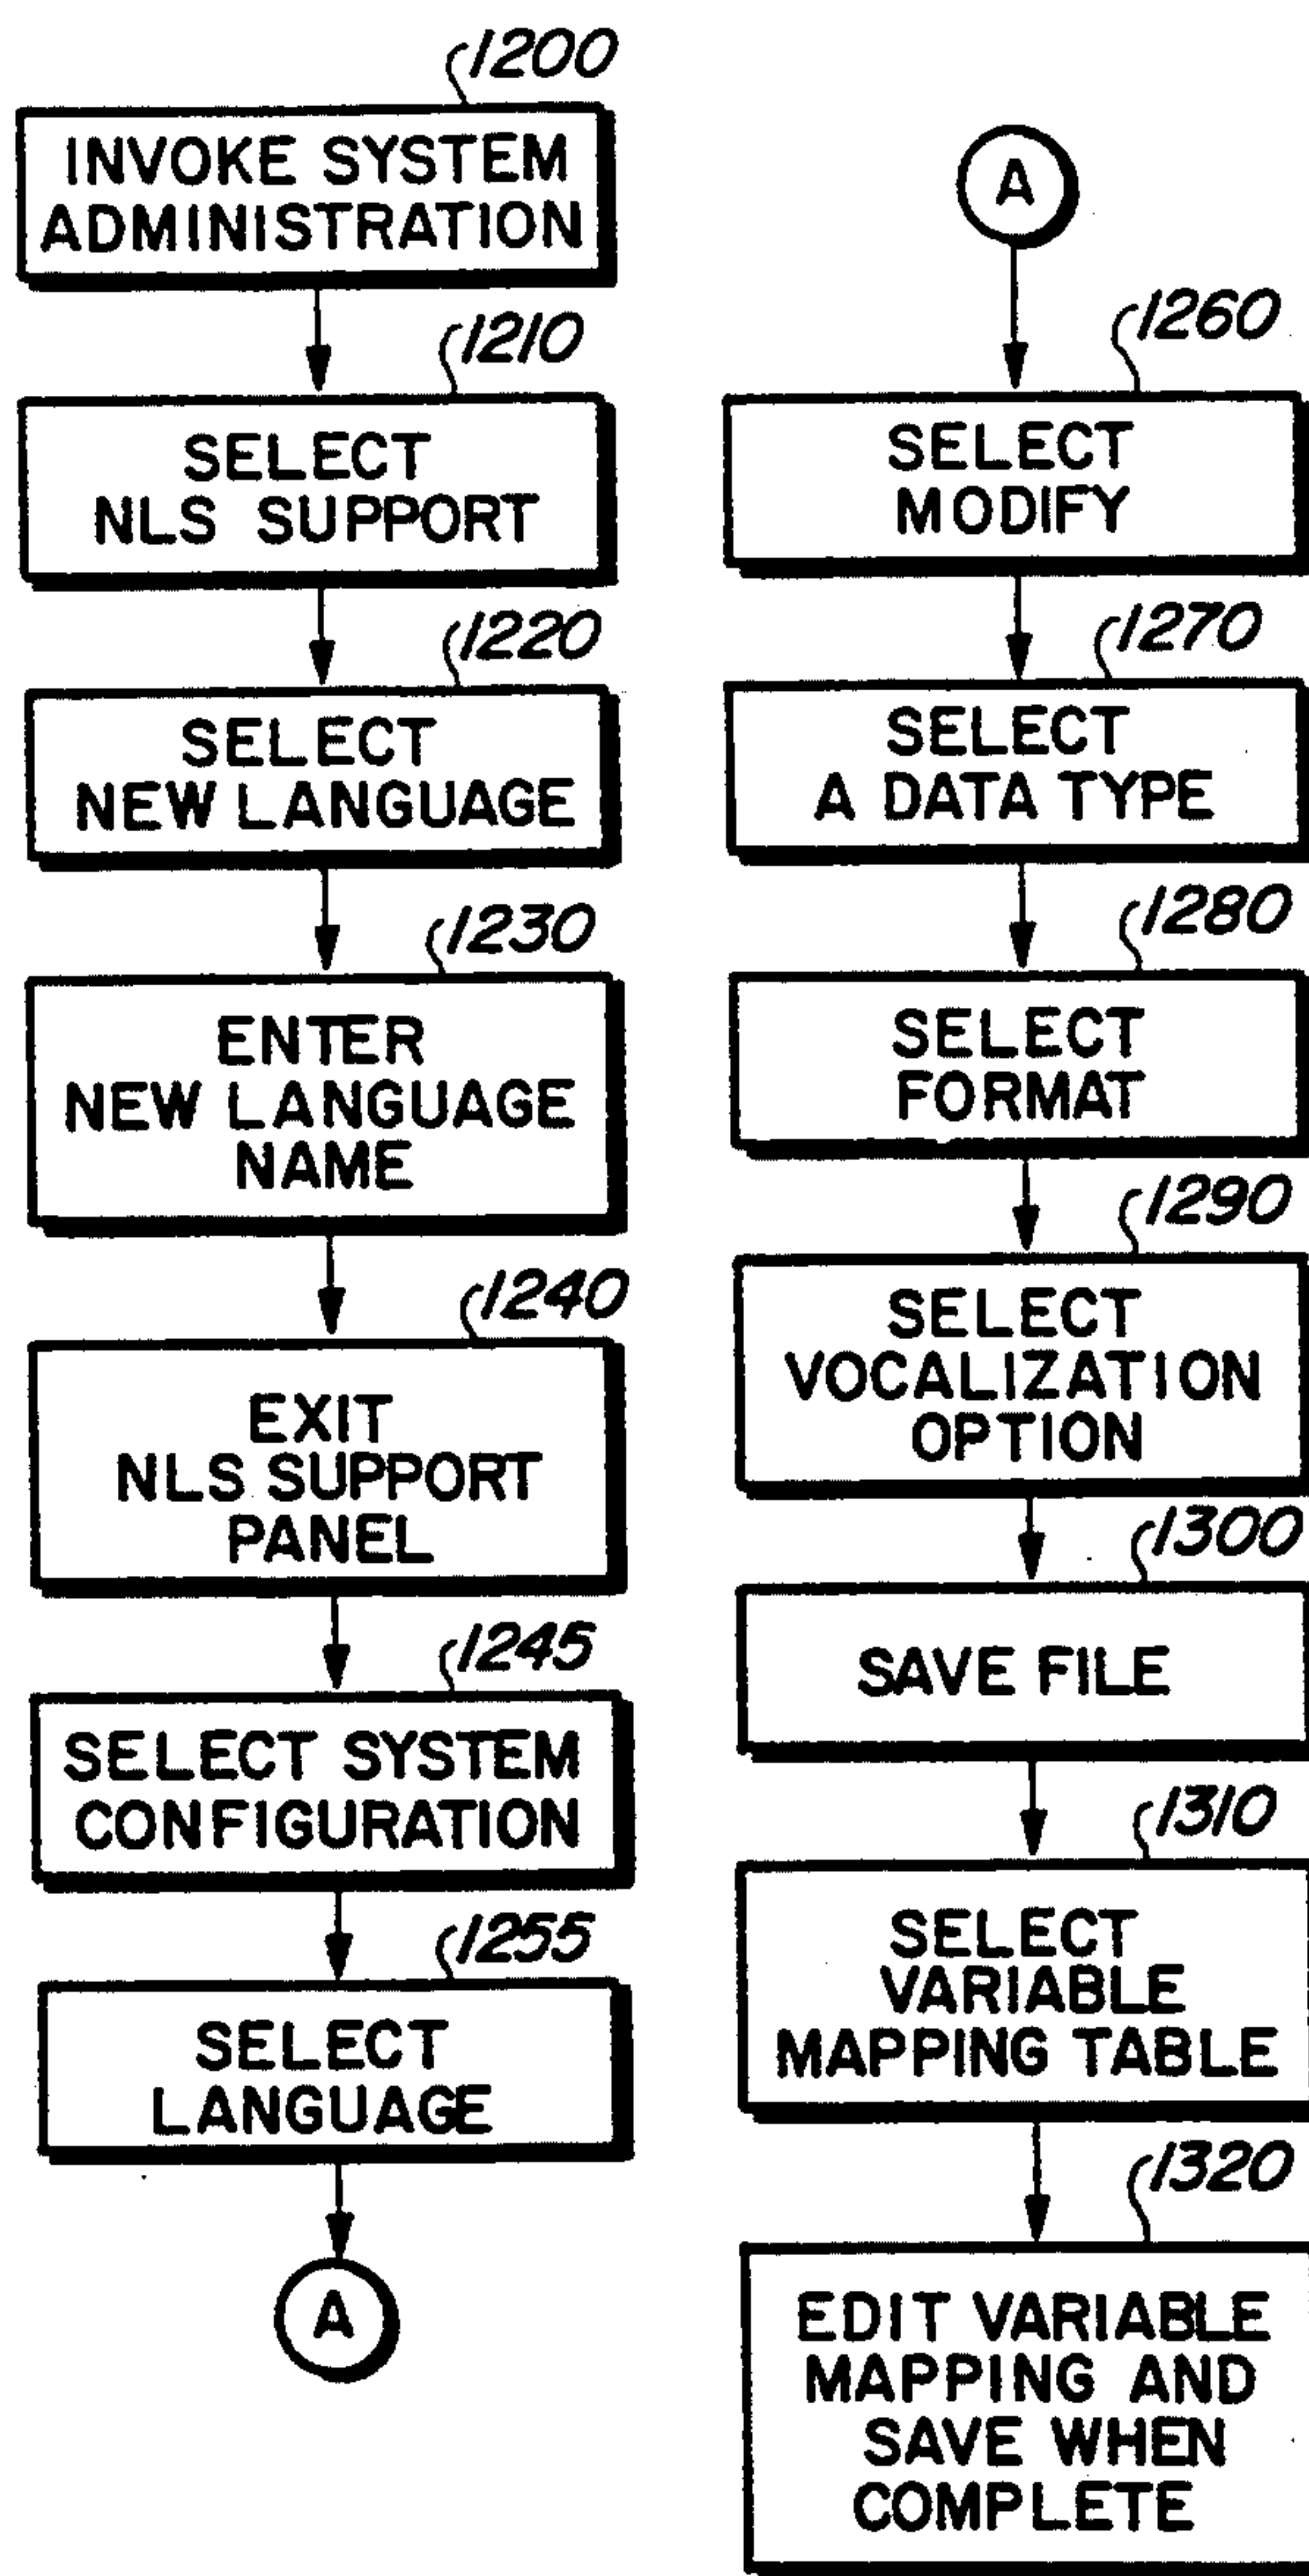 1200
INVOKE SYSTEM
ADMINISTRATION
1210
SELECT
NLS SUPPORT
1220
SELECT
NEW LANGUAGE
1230
ENTER
NEW LANGUAGE
NAME
1240
EXIT
NLS SUPPORT
PANEL
1245
SELECT SYSTEM
CONFIGURATION
1255
SELECT
LANGUAGE
A
A
1260
SELECT
MODIFY
1270
SELECT
A DATA TYPE
1280
SELECT
FORMAT
1290
SELECT
VOCALIZATION
OPTION
1300
SAVE FILE
1310
SELECT
VARIABLE
MAPPING TABLE
1320
EDIT VARIABLE
MAPPING AND
SAVE WHEN
COMPLETE